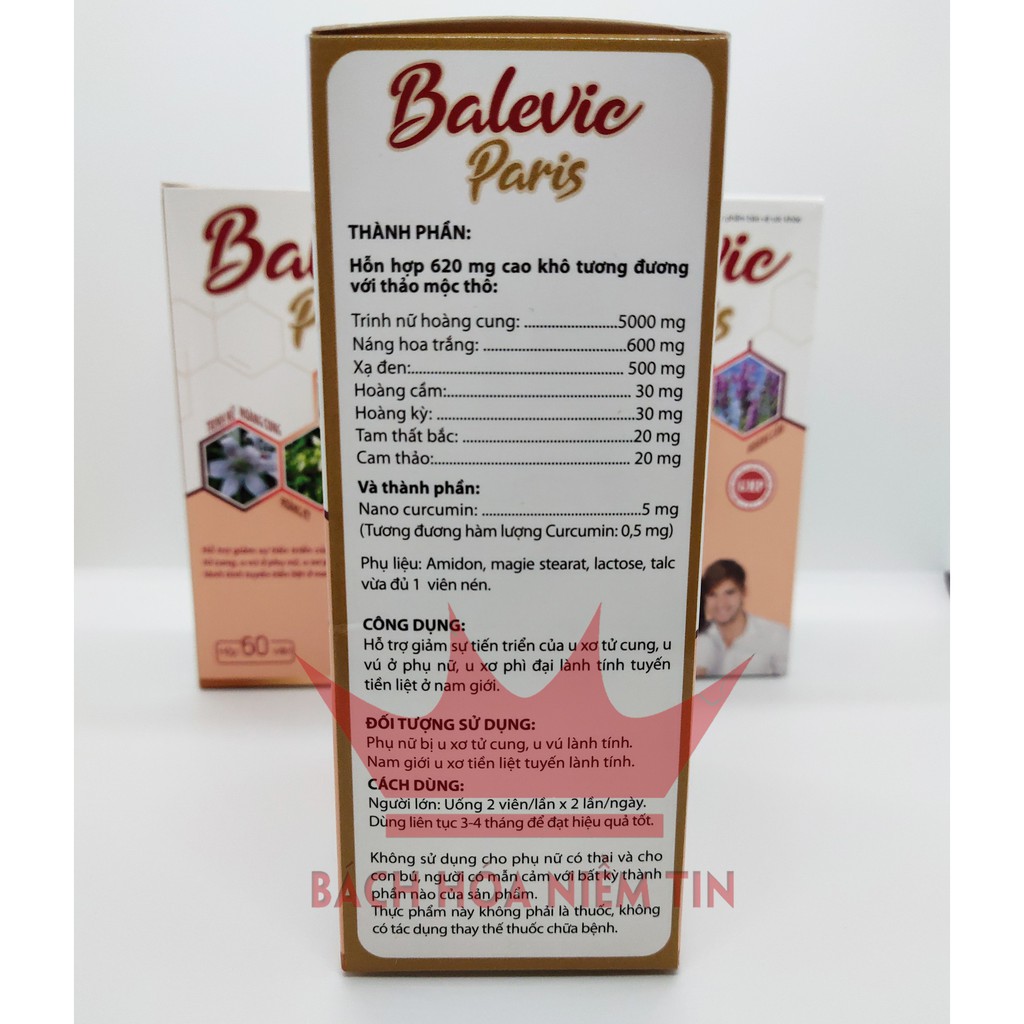 Balevic
Paris
THÀNH PHẦN:
Hỗn hợp 620 mg cao khô tương đương
với thảo mộc thô:
Trinh nữ hoàng cung: ........................5000 mg
Náng hoa trắng: ...................................600 mg
Xạ đen:.................................................... 500 mg
Hoàng cầm:............................................. 30 mg
Hoàng kỳ: ................................................30 mg
Tam thất bắc: .........................................20 mg
Cam thảo:................................................ 20 mg
Và thành phần:
Nano curcumin: ......................................5 mg
(Tương đương hàm lượng Curcumin: 0,5 mg)
Phụ liệu: Amidon, magie stearat, lactose, talc
vừa đủ 1 viên nén.
CÔNG DỤNG:
Hỗ trợ giảm sự tiến triển của u xơ tử cung, u
vú ở phụ nữ, u xơ phì đại lành tính tuyến
tiền liệt ở nam giới.
ĐỐI TƯỢNG SỬ DỤNG:
Phụ nữ bị u xơ tử cung, u vú lành tính.
Nam giới u xơ tiền liệt tuyến lành tính.
CÁCH DÙNG:
Người lớn: Uống 2 viên/lần x 2 lần/ngày.
Dùng liên tục 3-4 tháng để đạt hiệu quả tốt.
Không sử dụng cho phụ nữ có thai và cho
con bú, người có mẫn cảm với bất kỳ thành
phần nào của sản phẩm.
Thực phẩm này không phải là thuốc, không
có tác dụng thay thế thuốc chữa bệnh.
BÁCH HÓA NIỀM TIN
Bal
P
TRINH NỮ HOÀNG CUNG
HOÀNG KỲ
Hộp 60 viên
vic
is
GMP